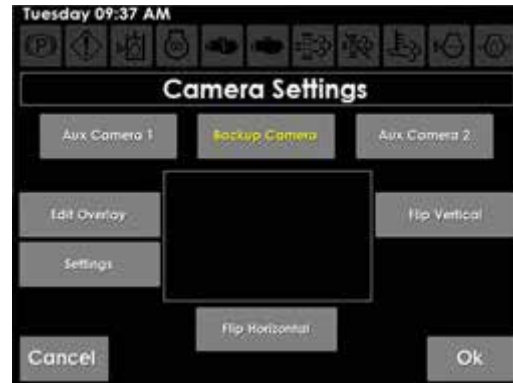 Tuesday 09:37 AM
Camera Settings
Aux Camera 1
Backup Camera
Aux Camera 2
Edit Overlay
Flip Vertical
Settings
Flip Horizontal
Cancel
Ok